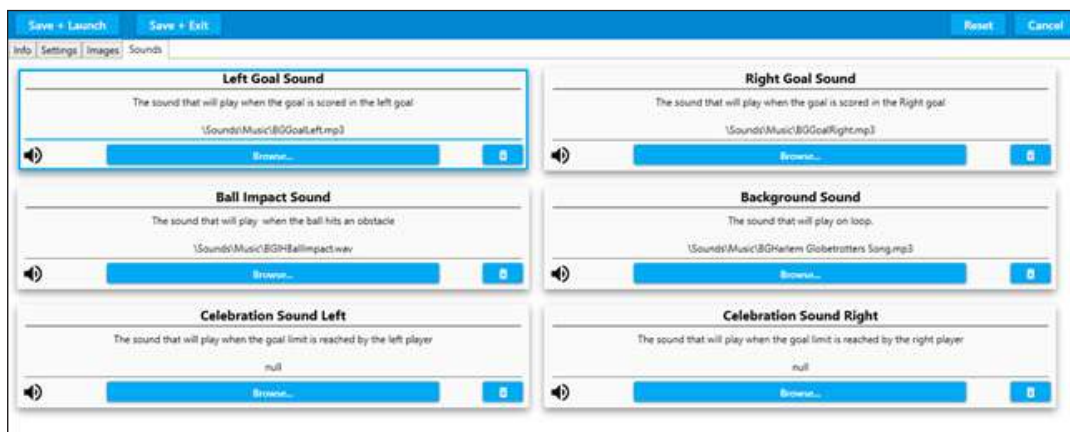 Save + Launch Save + Exit Reset Cancel
Info Settings Images Sounds
Left Goal Sound
The sound that will play when the goal is scored in the left goal
\Sounds\Music\BGGoalLeft.mp3
Browse...
Right Goal Sound
The sound that will play when the goal is scored in the Right goal
\Sounds\Music\BGGoalRight.mp3
Browse...
Ball Impact Sound
The sound that will play when the ball hits an obstacle
\Sounds\Music\BGIHBallImpact.wav
Browse...
Background Sound
The sound that will play on loop.
\Sounds\Music\BGHarlem Globetrotters Song.mp3
Browse...
Celebration Sound Left
The sound that will play when the goal limit is reached by the left player
null
Browse...
Celebration Sound Right
The sound that will play when the goal limit is reached by the right player
null
Browse...